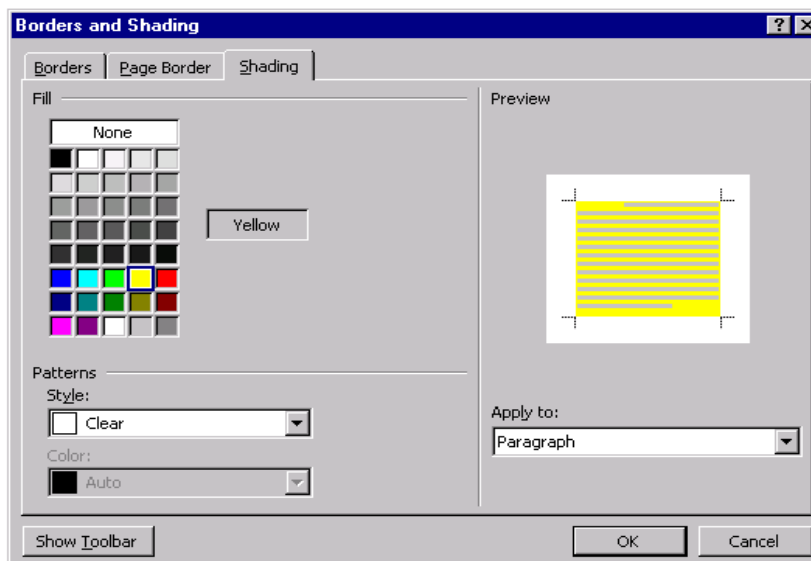 Borders and Shading
Borders Page Border Shading
Fill
None
Yellow
Patterns
Style:
Clear
Color:
Auto
Preview
Apply to:
Paragraph
Show Toolbar
OK Cancel